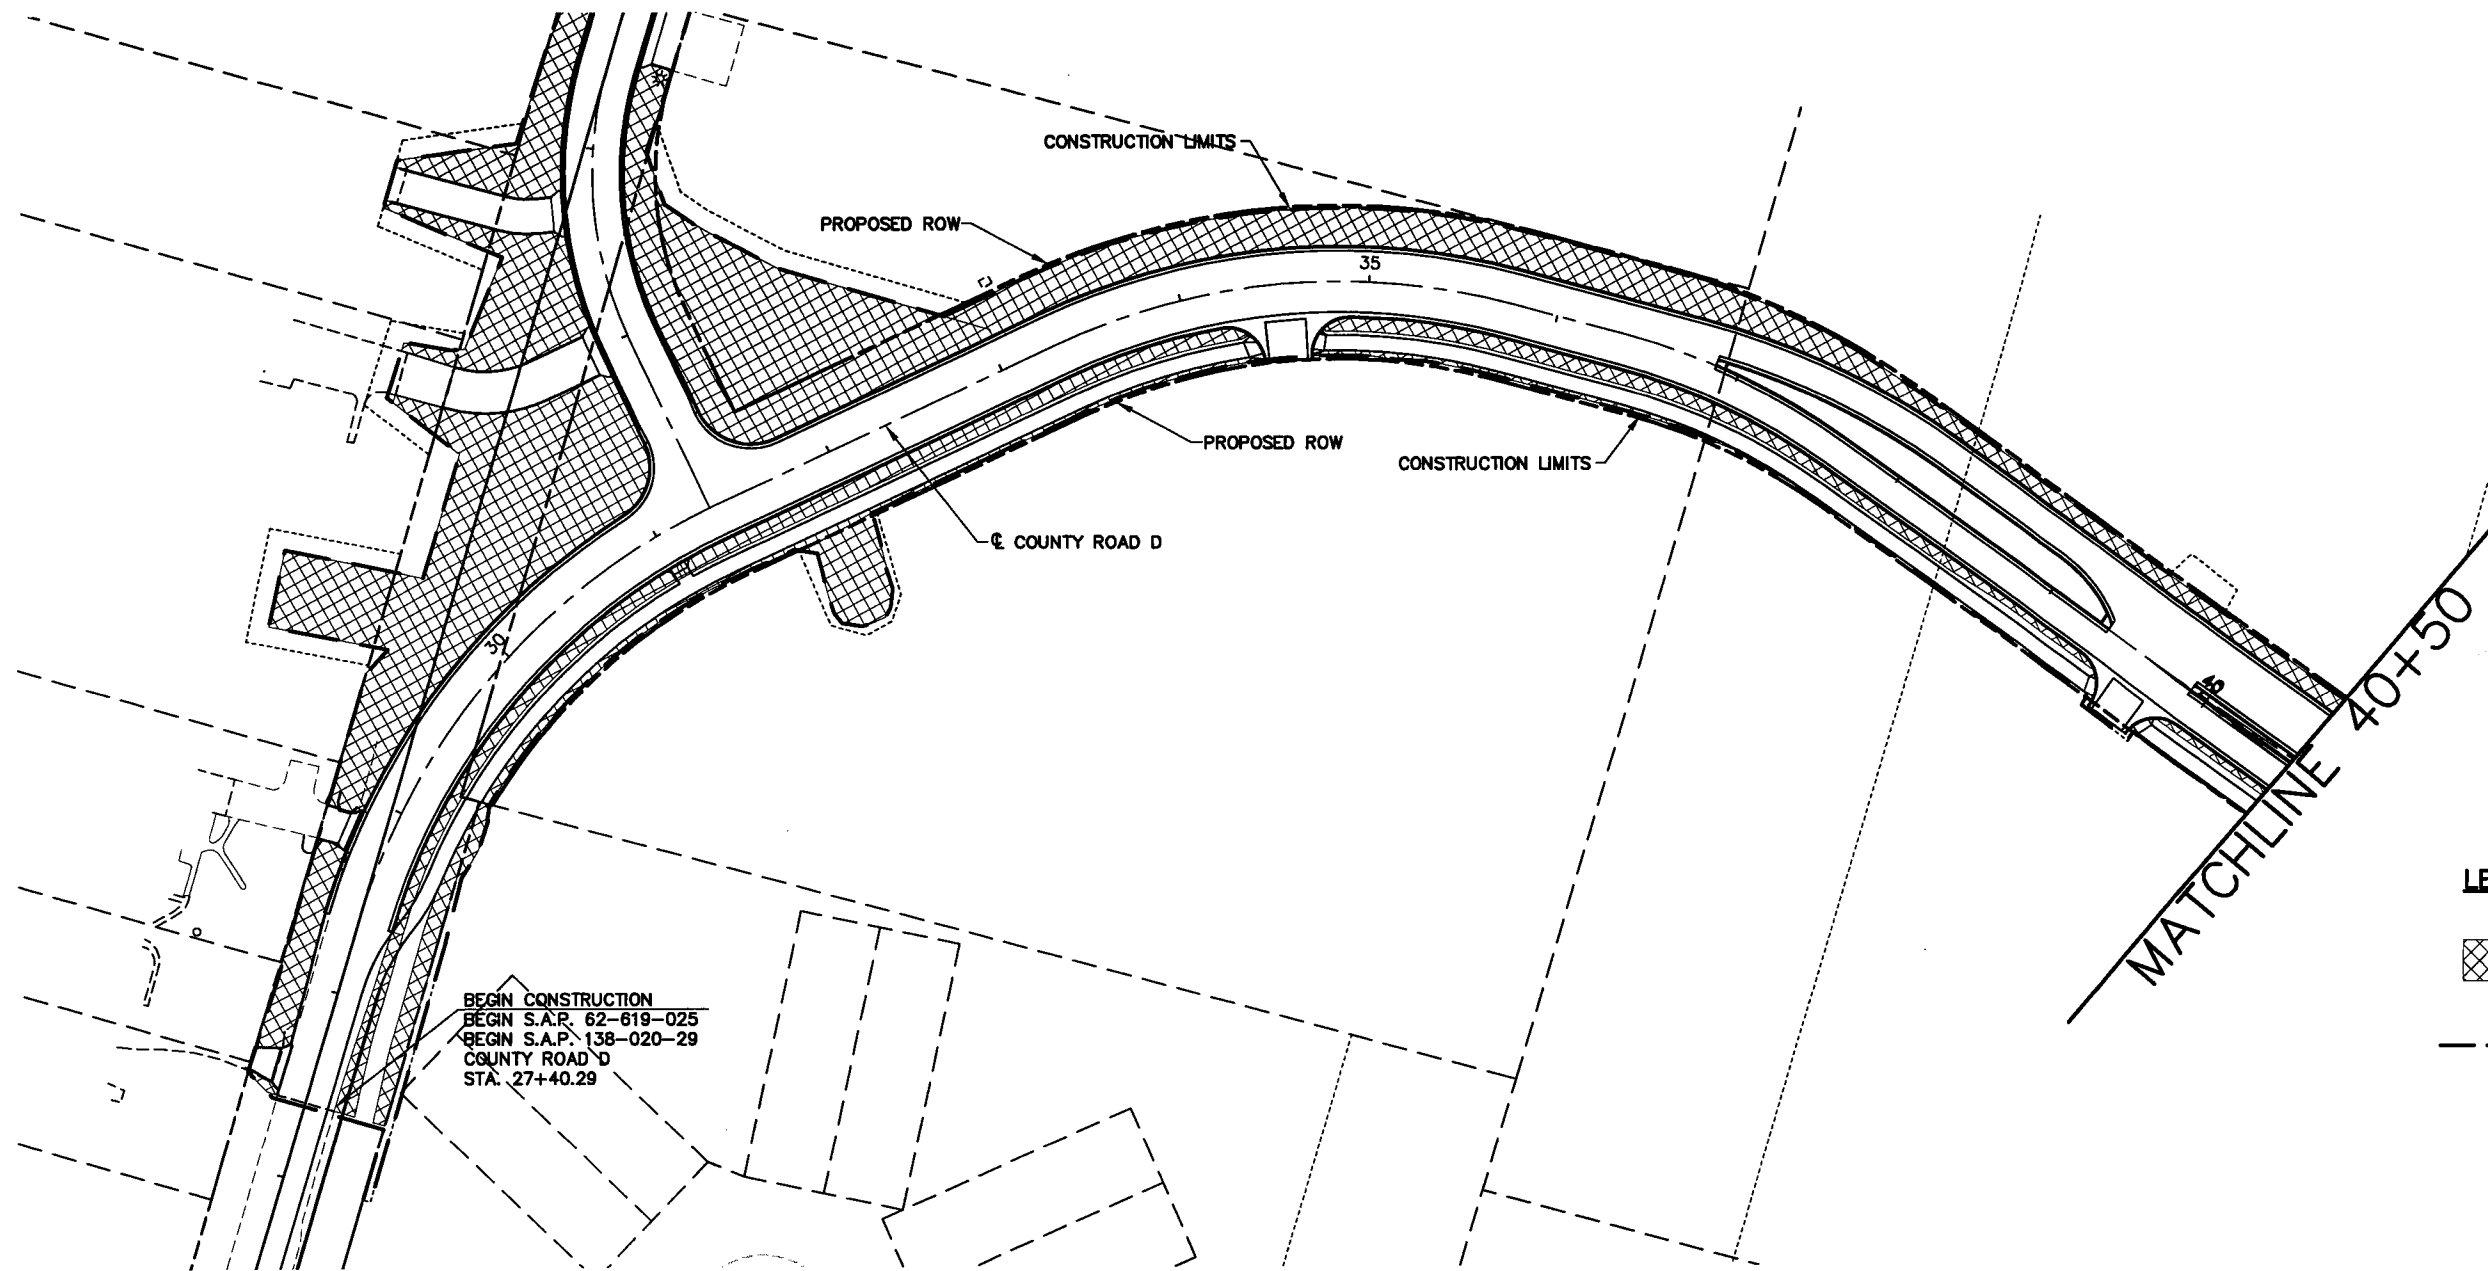 CONSTRUCTION LIMITS
PROPOSED ROW
35
PROPOSED ROW
CONSTRUCTION LIMITS
℄ COUNTY ROAD D
30
40
MATCHLINE 40+50
LE
BEGIN CONSTRUCTION
BEGIN S.A.P. 62-619-025
BEGIN S.A.P. 138-020-29
COUNTY ROAD D
STA. 27+40.29